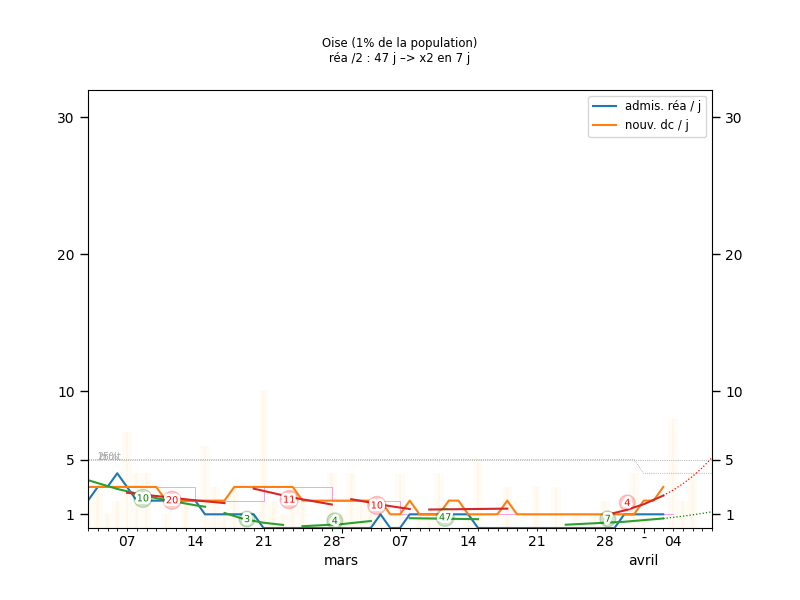 Oise (1% de la population)
réa /2 : 47 j –> x2 en 7 j
admis. réa / j
nouv. dc / j
30 30
20 20
10 10
5 5
1 1
10 20 3 11 4 10 47 7 4
07 14 21 28 - 07 14 21 28 - 04
mars avril